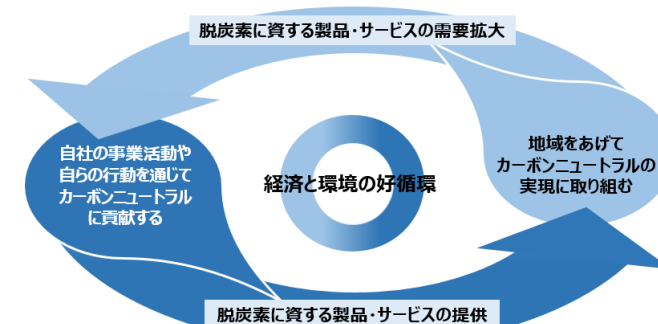 脱炭素に資する製品・サービスの需要拡大
自社の事業活動や
自らの行動を通じて
カーボンニュートラル
に貢献する
経済と環境の好循環
地域をあげて
カーボンニュートラルの
実現に取り組む
脱炭素に資する製品・サービスの提供